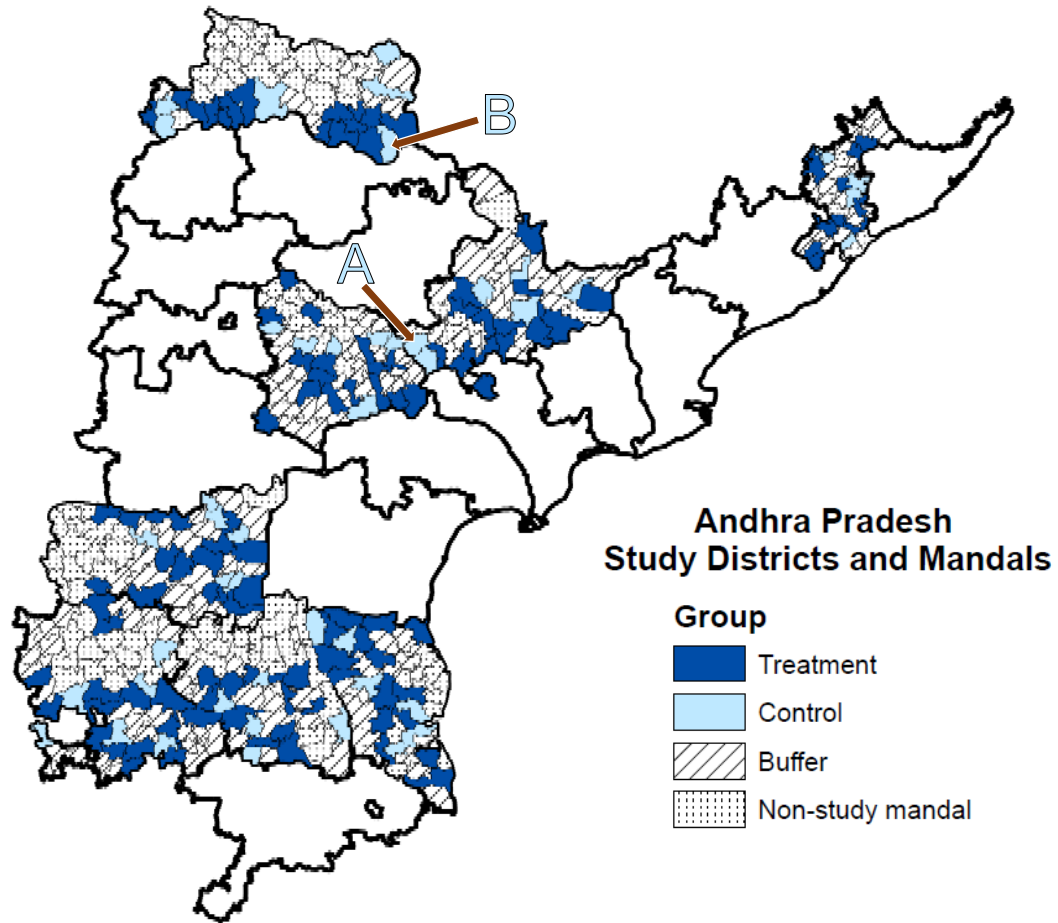 B
A
Andhra Pradesh
Study Districts and Mandals
Group
Treatment
Control
Buffer
Non-study mandal